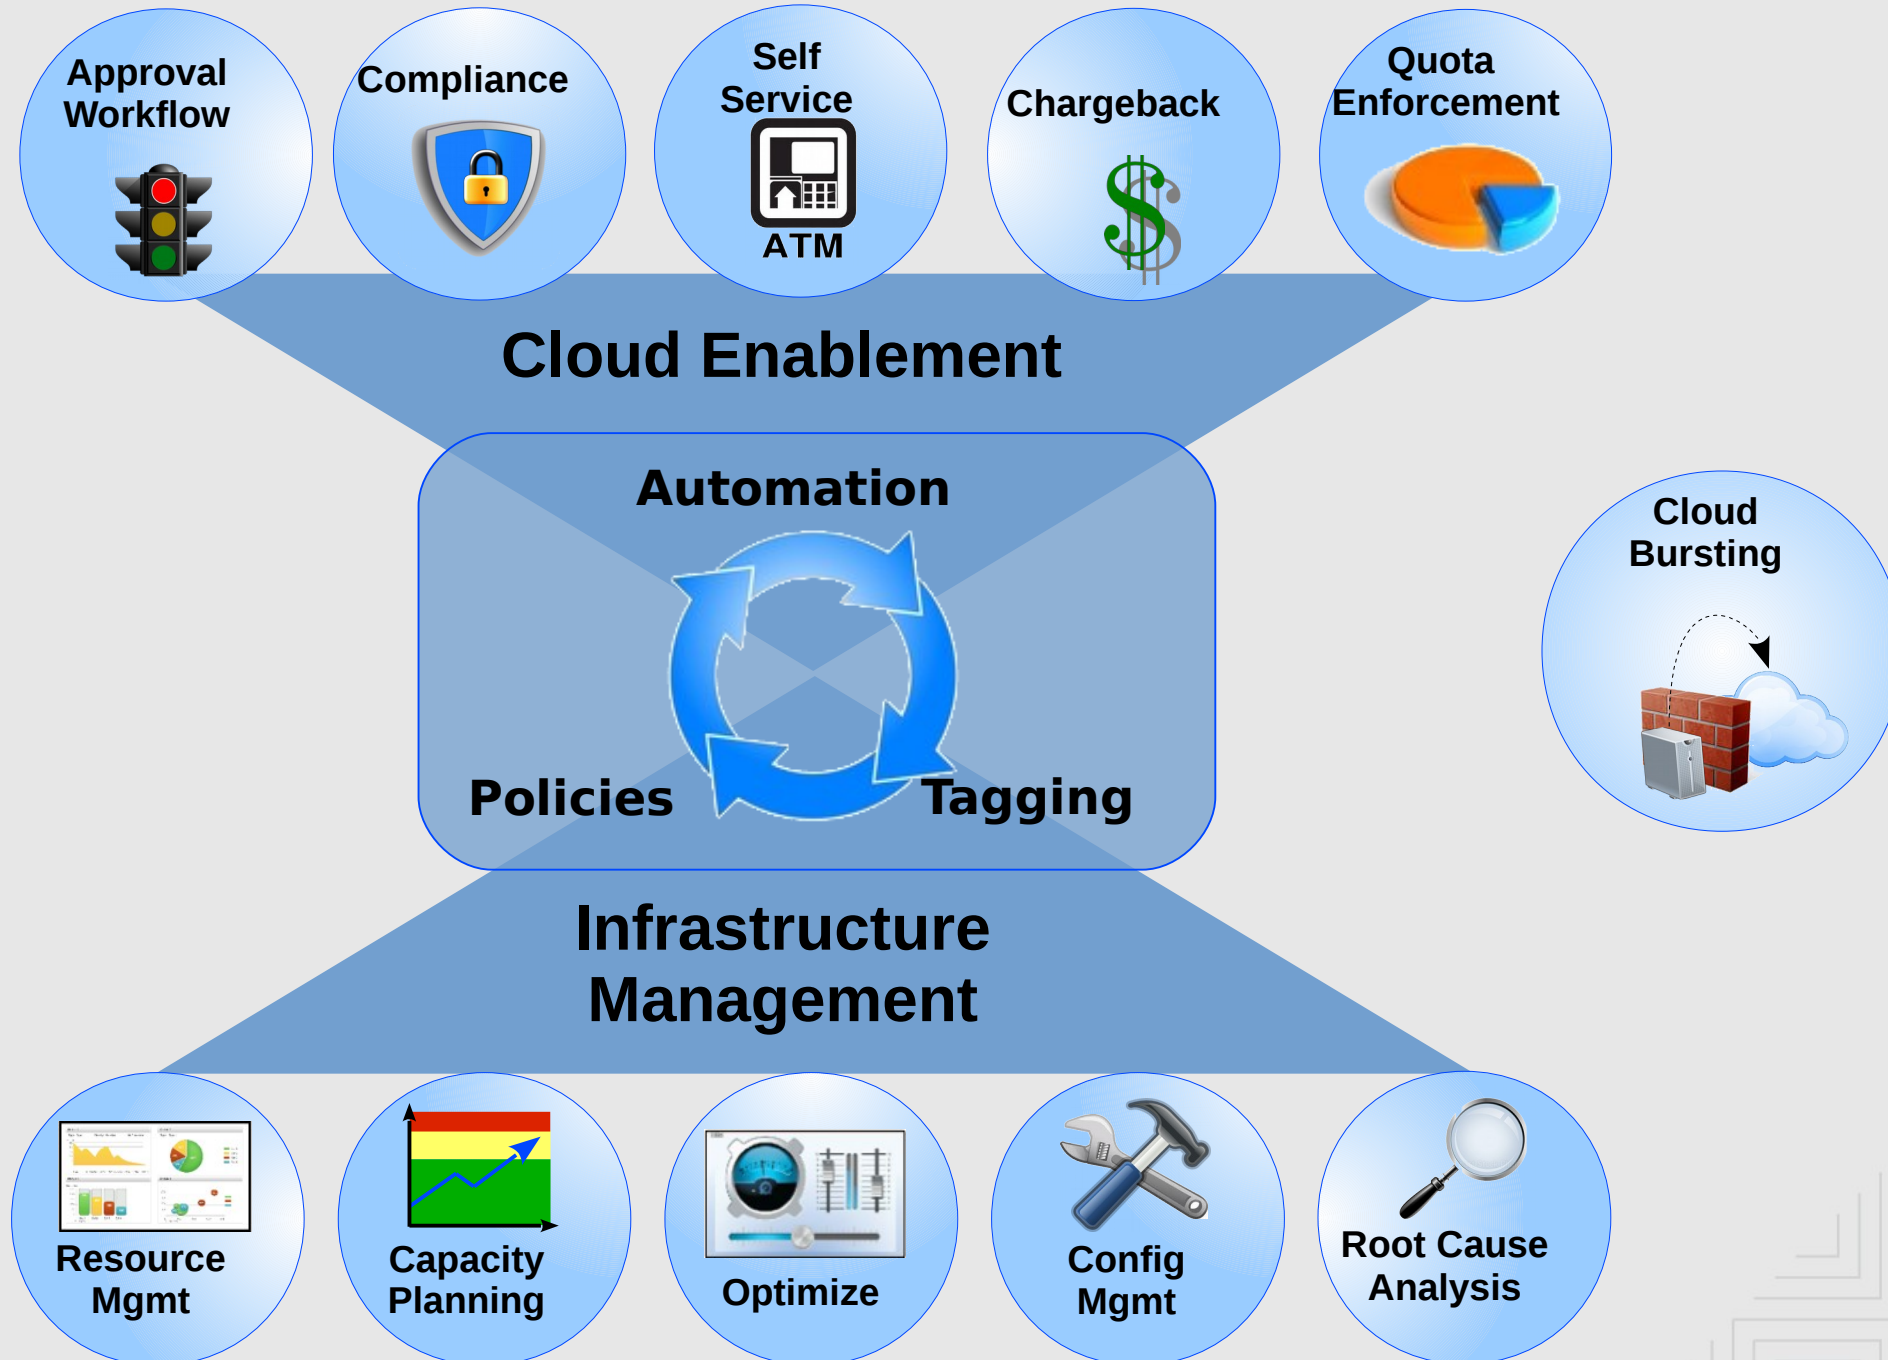 Approval
Workflow
Compliance
Self
Service
ATM
Chargeback
Quota
Enforcement
Cloud Enablement
Automation
Policies
Tagging
Cloud
Bursting
Infrastructure
Management
Resource
Mgmt
Capacity
Planning
Optimize
Config
Mgmt
Root Cause
Analysis